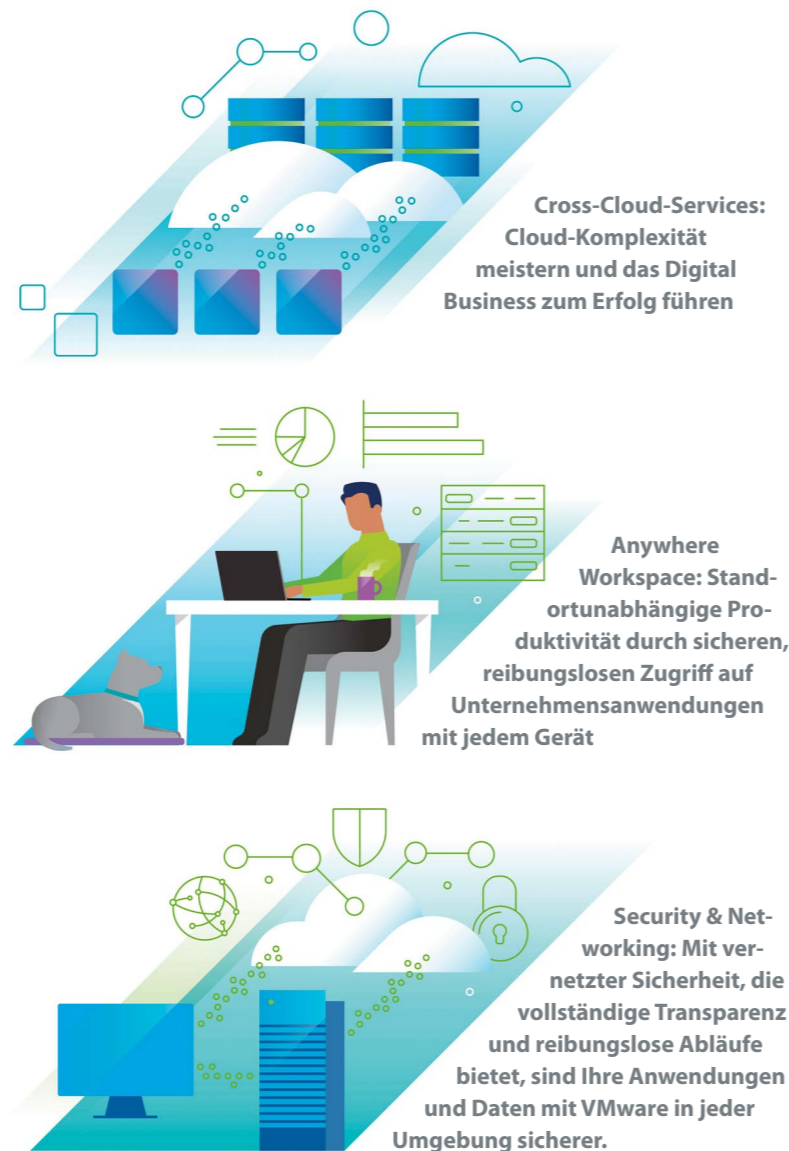 Cross-Cloud-Services:
Cloud-Komplexität
meistern und das Digital
Business zum Erfolg führen
Anywhere
Workspace: Stand-
ortunabhängige Pro-
duktivität durch sicheren,
reibungslosen Zugriff auf
Unternehmensanwendungen
mit jedem Gerät
Security & Net-
working: Mit ver-
netzter Sicherheit, die
vollständige Transparenz
und reibungslose Abläufe
bietet, sind Ihre Anwendungen
und Daten mit VMware in jeder
Umgebung sicherer.